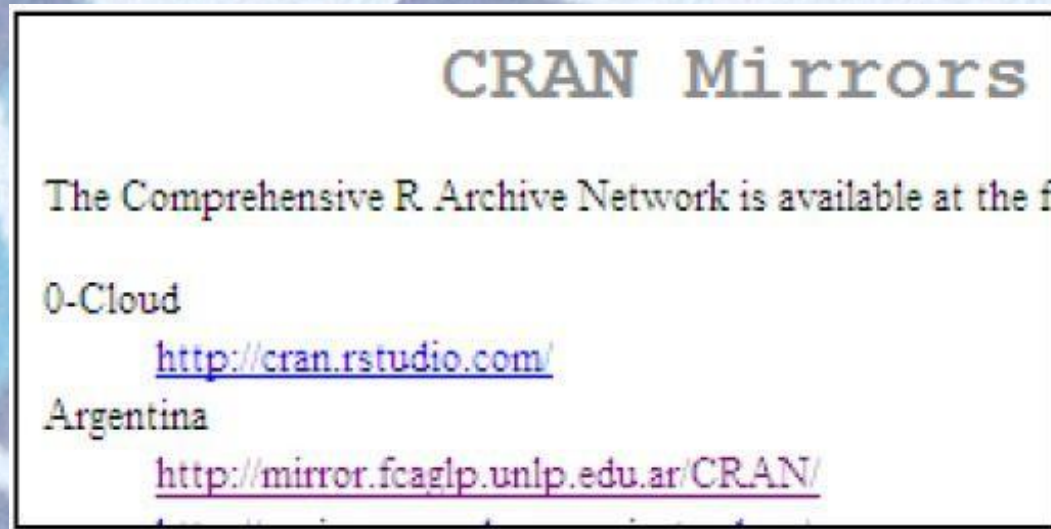 CRAN Mirrors
The Comprehensive R Archive Network is available at the f
0-Cloud
http://cran.rstudio.com/
Argentina
http://mirror.fcaglp.unlp.edu.ar/CRAN/